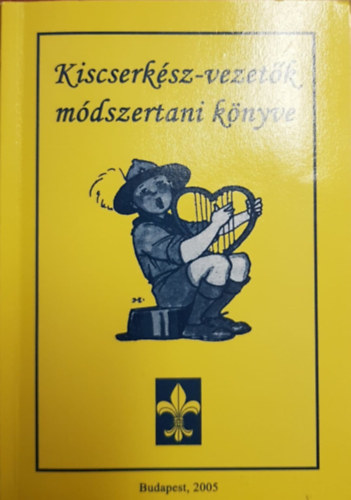 Kiscserkész-vezetők
módszertani könyve
Budapest, 2005